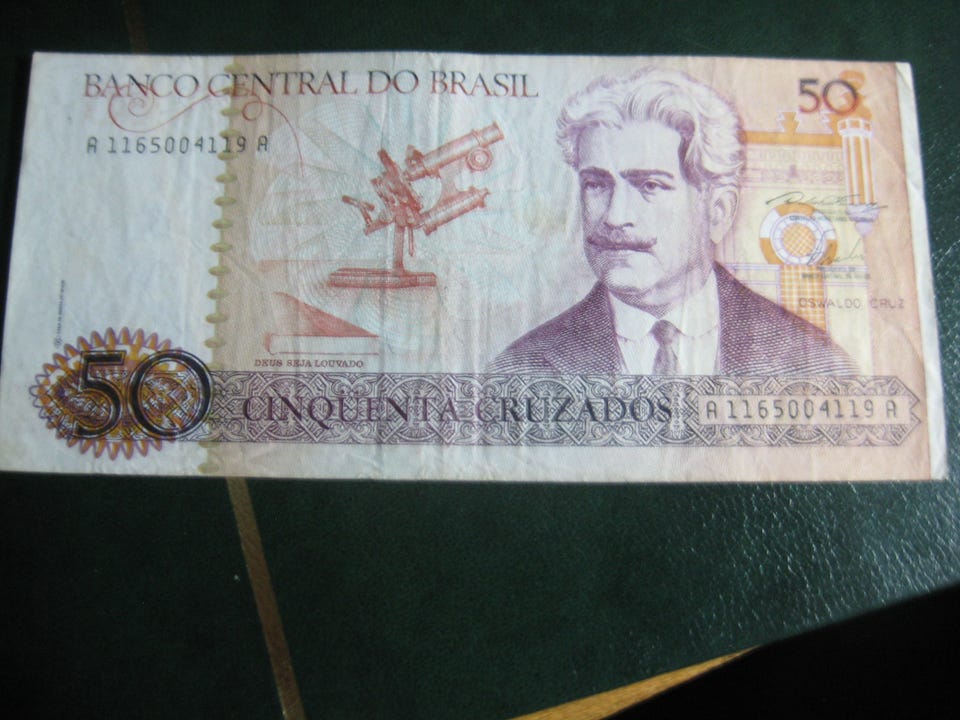 BANCO CENTRAL DO BRASIL
50
A 1165004119 A
OSWALDO CRUZ
DEUS SEJA LOUVADO
50
CINQUENTA CRUZADOS
A 1165004119 A